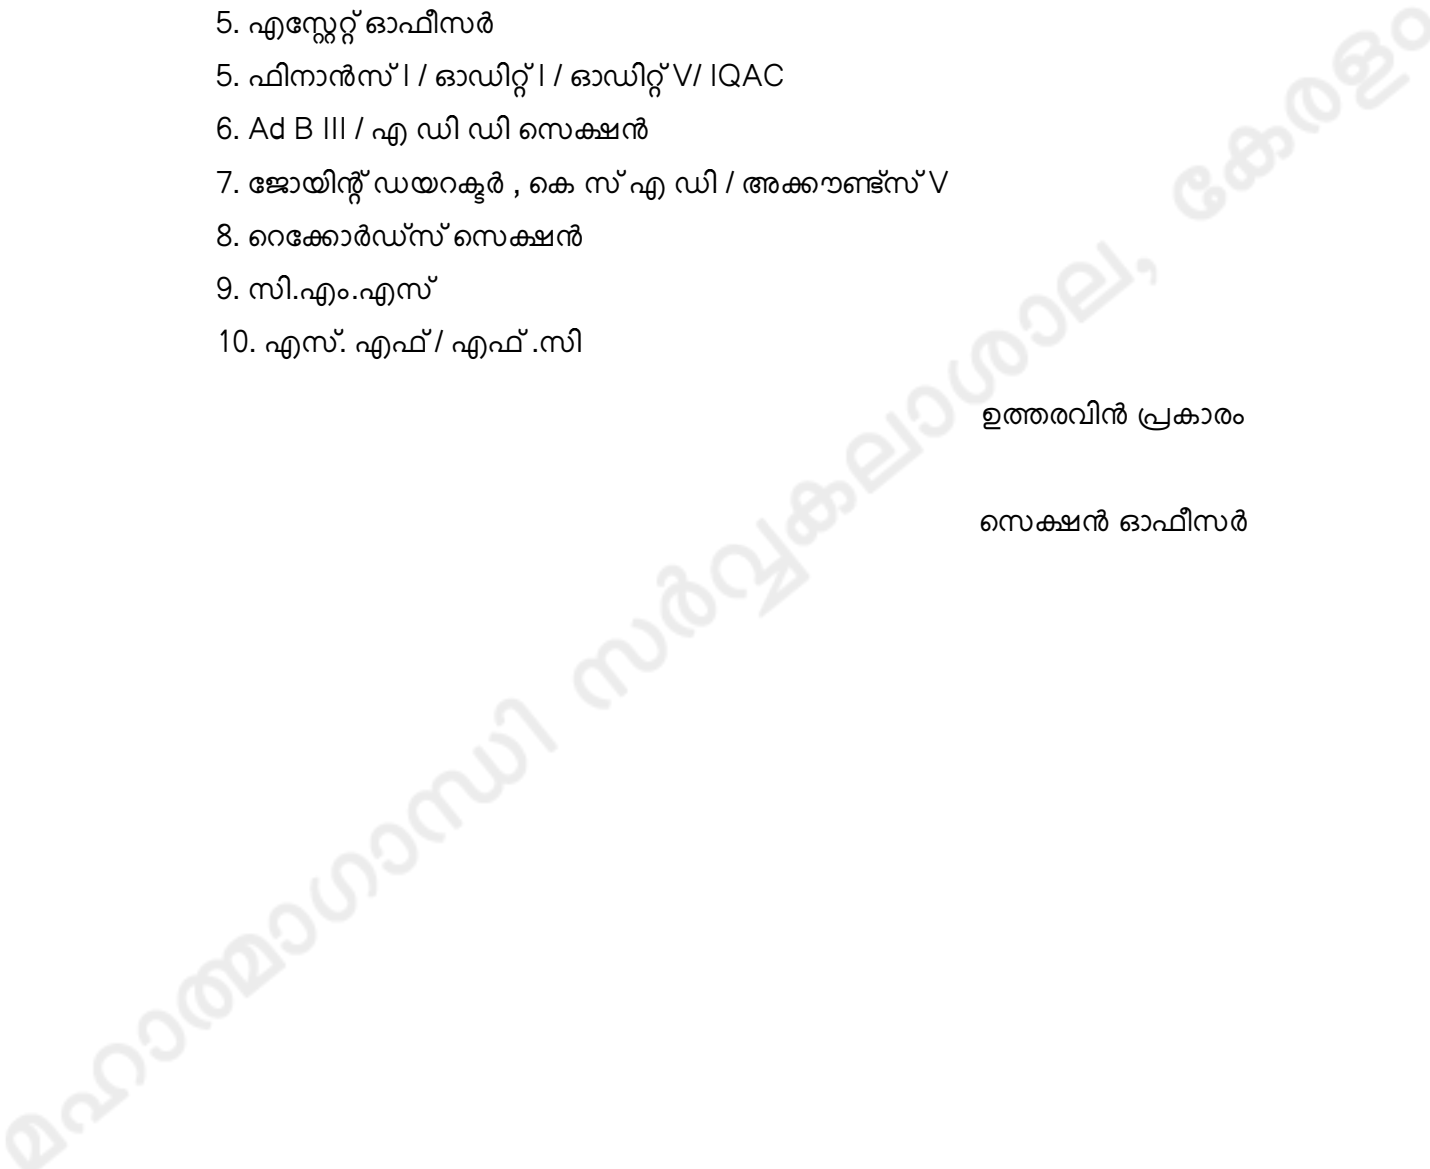 5. എസ്റ്റേറ്റ് ഓഫീസർ
5. ഫിനാൻസ് I / ഓഡിറ്റ് I / ഓഡിറ്റ് V/ IQAC
6. Ad B III / എ ഡി ഡി സെക്ഷൻ
7. ജോയിന്റ് ഡയറക്ടർ , കെ സ് എ ഡി / അക്കൗണ്ട്സ് V
8. റെക്കോർഡ്സ് സെക്ഷൻ
9. സി.എം.എസ്
10. എസ്. എഫ് / എഫ് .സി
ഉത്തരവിൻ പ്രകാരം
സെക്ഷൻ ഓഫീസർ
മഹാത്മാഗാന്ധി സർവ്വകലാശാല, കേരളം